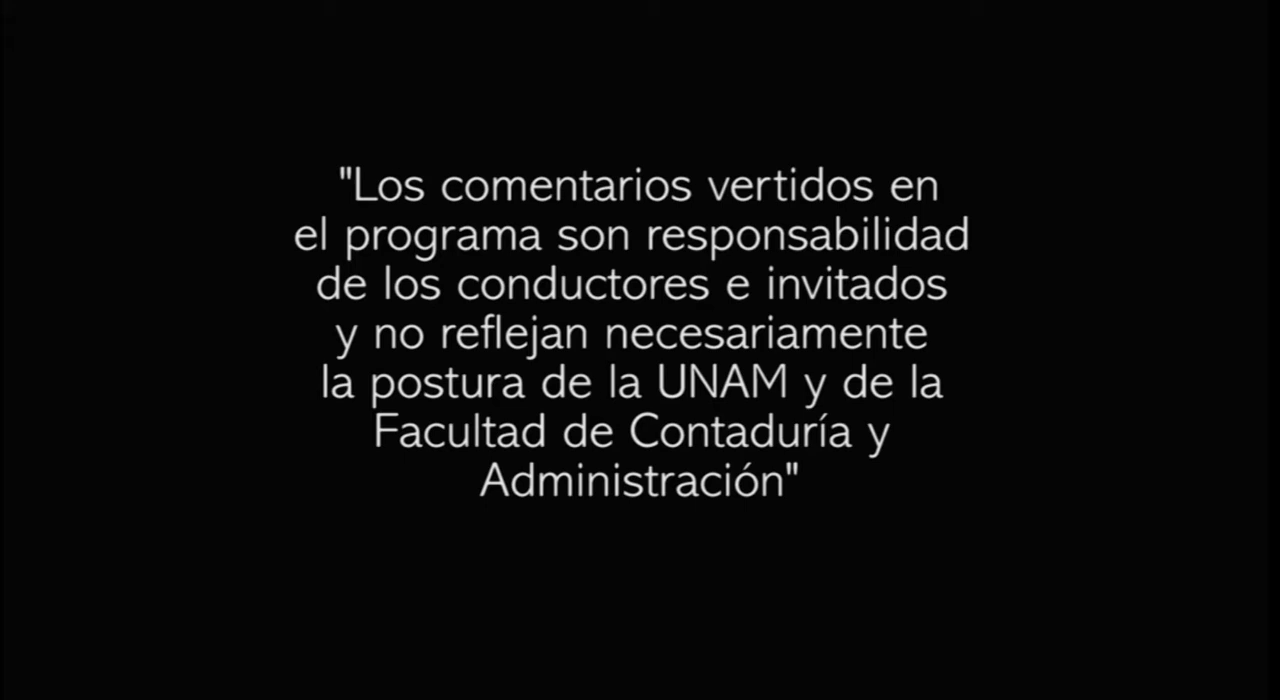 "Los comentarios vertidos en
el programa son responsabilidad
de los conductores e invitados
y no reflejan necesariamente
la postura de la UNAM y de la
Facultad de Contaduría y
Administración"